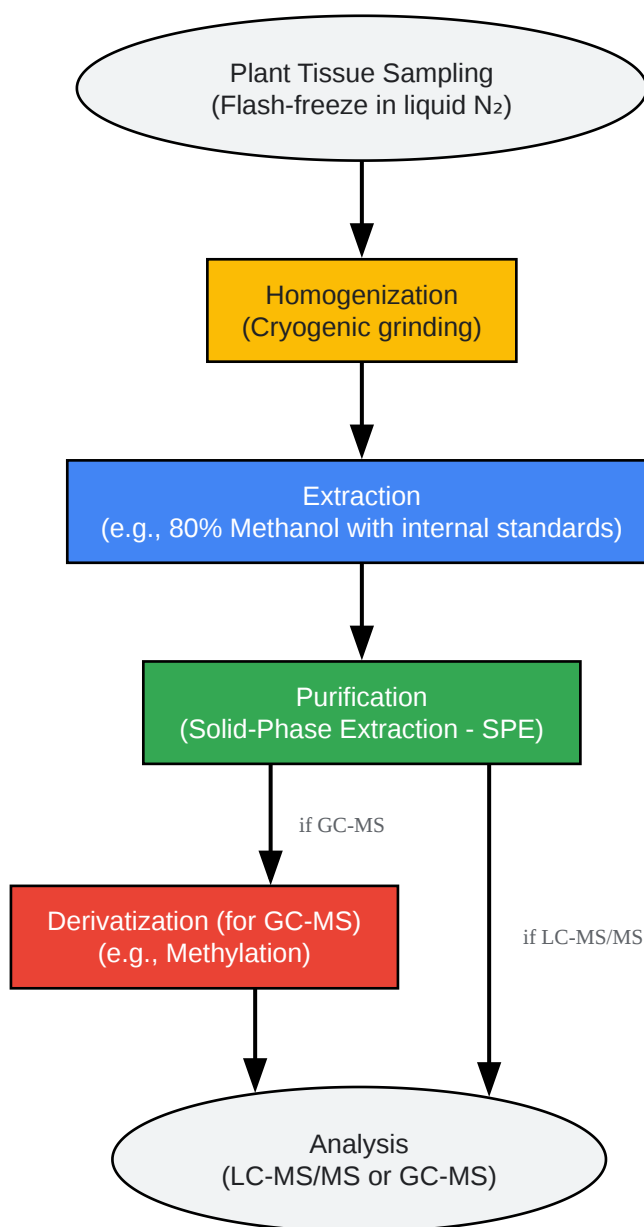 Plant Tissue Sampling
(Flash-freeze in liquid N₂)
Homogenization
(Cryogenic grinding)
Extraction
(e.g., 80% Methanol with internal standards)
Purification
(Solid-Phase Extraction - SPE)
if GC-MS
Derivatization (for GC-MS)
(e.g., Methylation)
if LC-MS/MS
Analysis
(LC-MS/MS or GC-MS)